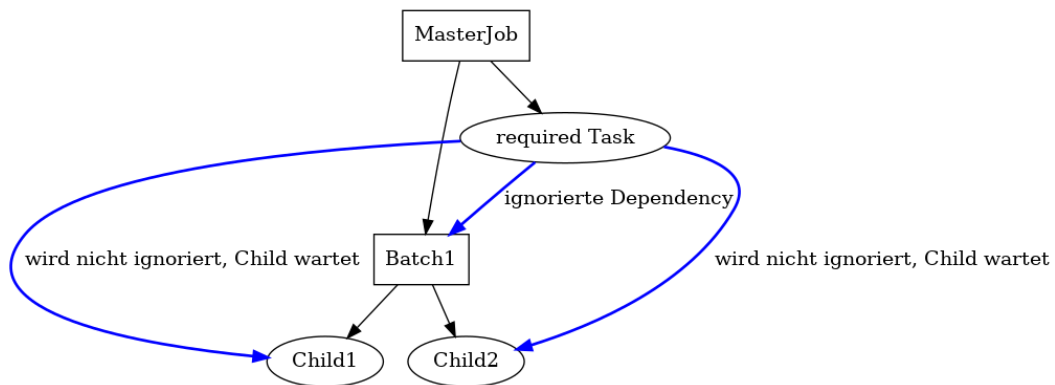 MasterJob
required Task
ignorierte Dependency
Batch1
wird nicht ignoriert, Child wartet
wird nicht ignoriert, Child wartet
Child1
Child2